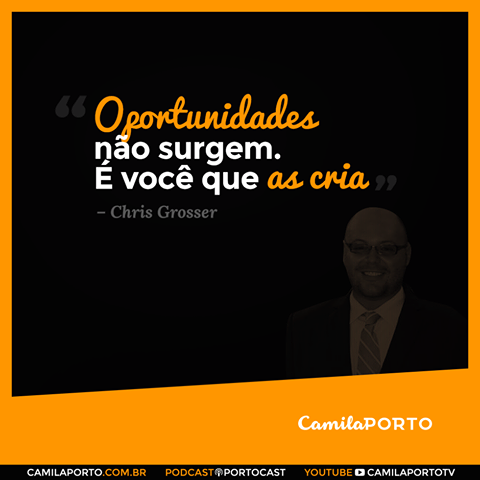 “Oportunidades
não surgem.
É você que as cria”
– Chris Grosser
CamilaPORTO
CAMILAPORTO.COM.BR PODCAST PORTOCAST YOUTUBE CAMILAPORTOTV